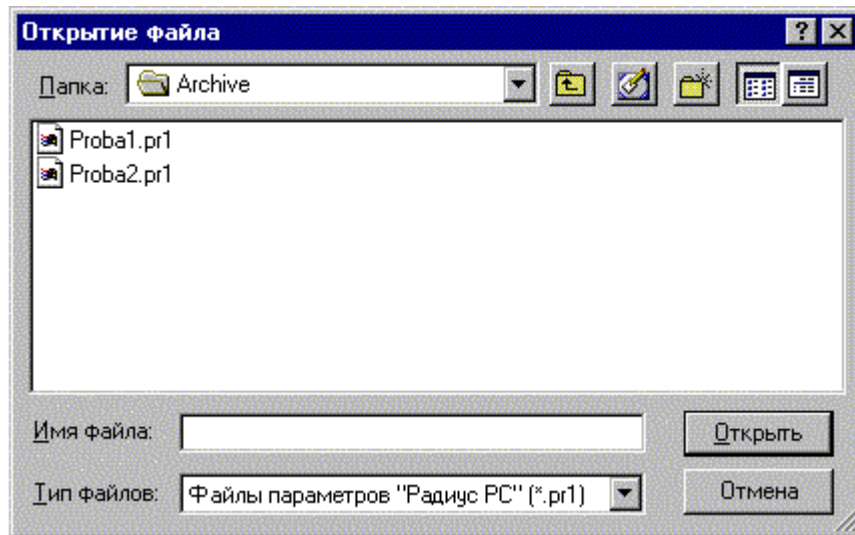 Открытие файла
Папка: Archive
Proba1.pr1
Proba2.pr1
Имя файла:
Открыть
Тип файлов: Файлы параметров "Радиус РС" (*.pr1)
Отмена